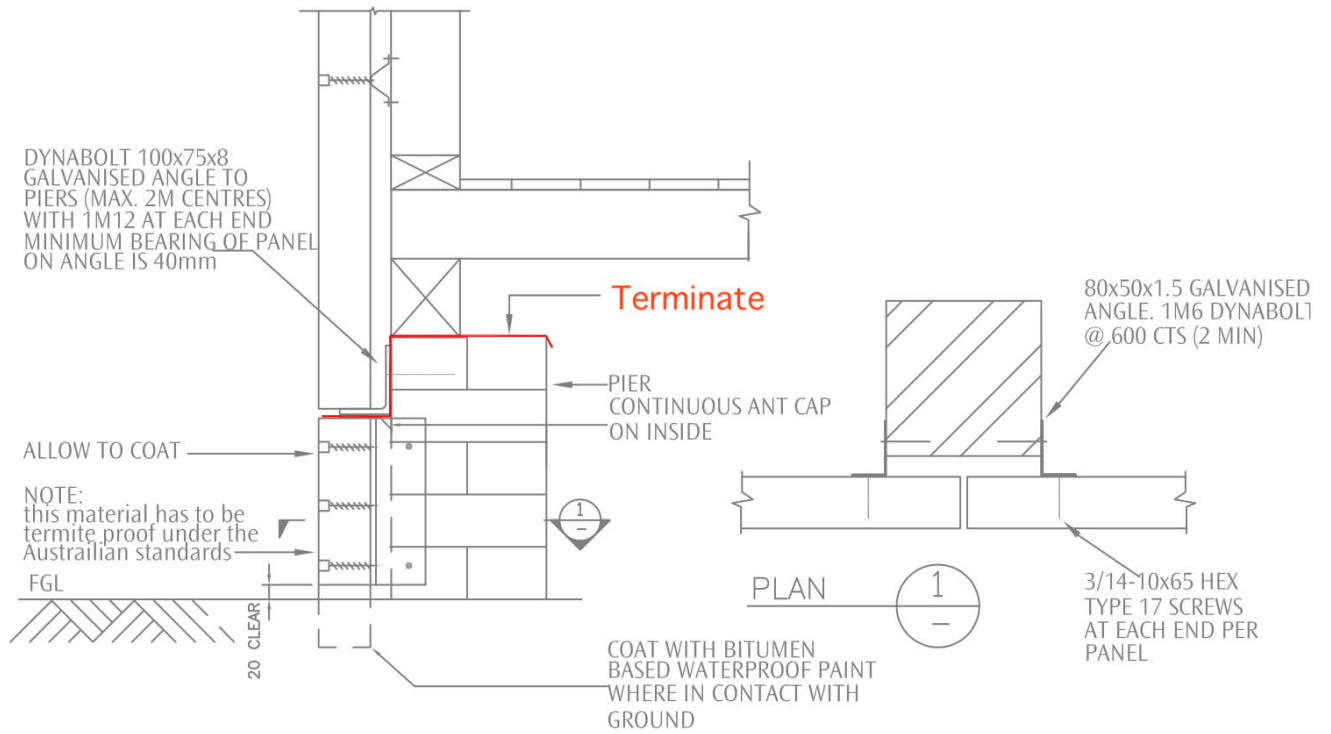 DYNABOLT 100x75x8
GALVANISED ANGLE TO
PIERS (MAX. 2M CENTRES)
WITH 1M12 AT EACH END
MINIMUM BEARING OF PANEL
ON ANGLE IS 40mm
Terminate
80x50x1.5 GALVANISED
ANGLE. 1M6 DYNABOLT
@ 600 CTS (2 MIN)
PIER
CONTINUOUS ANT CAP
ON INSIDE
ALLOW TO COAT
NOTE:
this material has to be
termite proof under the
Austrailian standards
1
–
FGL
20 CLEAR
PLAN
1
–
3/14-10x65 HEX
TYPE 17 SCREWS
AT EACH END PER
PANEL
COAT WITH BITUMEN
BASED WATERPROOF PAINT
WHERE IN CONTACT WITH
GROUND